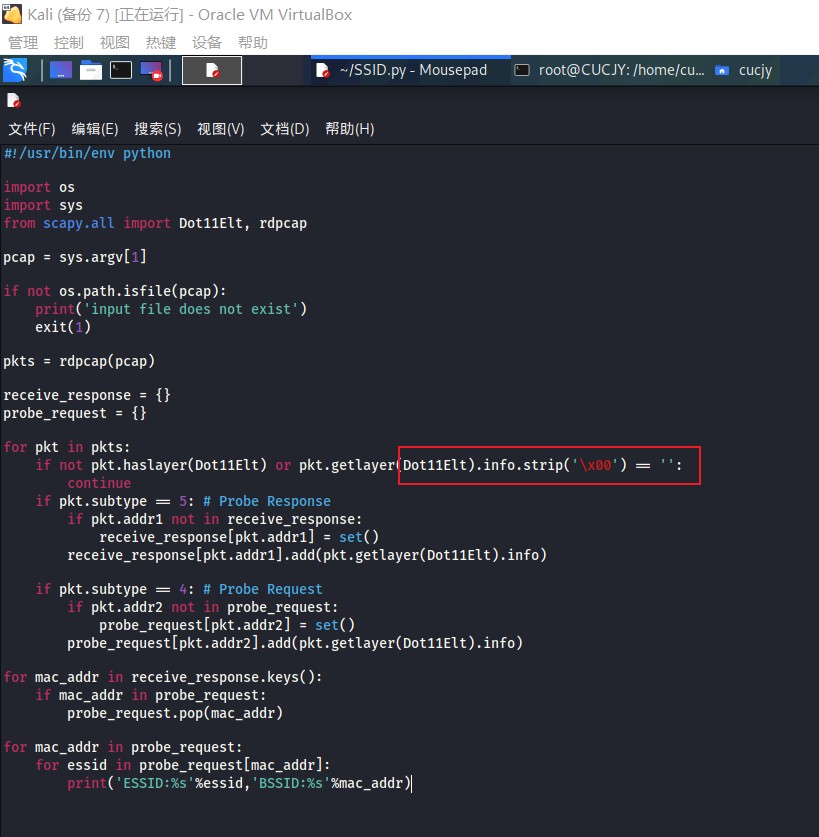 Kali (备份 7) [正在运行] - Oracle VM VirtualBox
管理 控制 视图 热键 设备 帮助
~/SSID.py - Mousepad root@CUCJY: /home/cu... cucjy
文件(F) 编辑(E) 搜索(S) 视图(V) 文档(D) 帮助(H)
#!/usr/bin/env python
import os
import sys
from scapy.all import Dot11Elt, rdpcap
pcap = sys.argv[1]
if not os.path.isfile(pcap):
    print('input file does not exist')
    exit(1)
pkts = rdpcap(pcap)
receive_response = {}
probe_request = {}
for pkt in pkts:
    if not pkt.haslayer(Dot11Elt) or pkt.getlayer(Dot11Elt).info.strip('\x00') == '':
        continue
    if pkt.subtype == 5: # Probe Response
        if pkt.addr1 not in receive_response:
            receive_response[pkt.addr1] = set()
        receive_response[pkt.addr1].add(pkt.getlayer(Dot11Elt).info)
    if pkt.subtype == 4: # Probe Request
        if pkt.addr2 not in probe_request:
            probe_request[pkt.addr2] = set()
        probe_request[pkt.addr2].add(pkt.getlayer(Dot11Elt).info)
for mac_addr in receive_response.keys():
    if mac_addr in probe_request:
        probe_request.pop(mac_addr)
for mac_addr in probe_request:
    for essid in probe_request[mac_addr]:
        print('ESSID:%s'%essid,'BSSID:%s'%mac_addr)